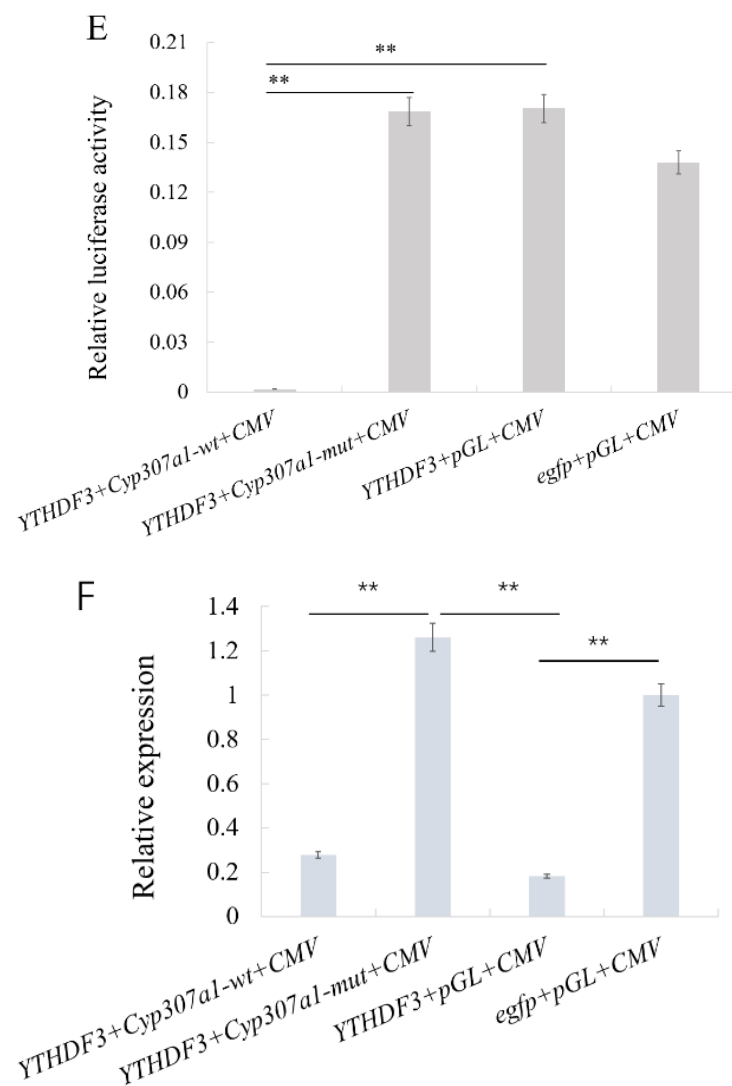 E
Relative luciferase activity
0.21
0.18
0.15
0.12
0.09
0.06
0.03
0
**
**
YTHDF3+Cyp307a1-wt+CMV
YTHDF3+Cyp307a1-mut+CMV
YTHDF3+pGL+CMV
egfp+pGL+CMV
F
Relative expression
1.4
1.2
1
0.8
0.6
0.4
0.2
0
**
**
**
YTHDF3+Cyp307a1-wt+CMV
YTHDF3+Cyp307a1-mut+CMV
YTHDF3+pGL+CMV
egfp+pGL+CMV